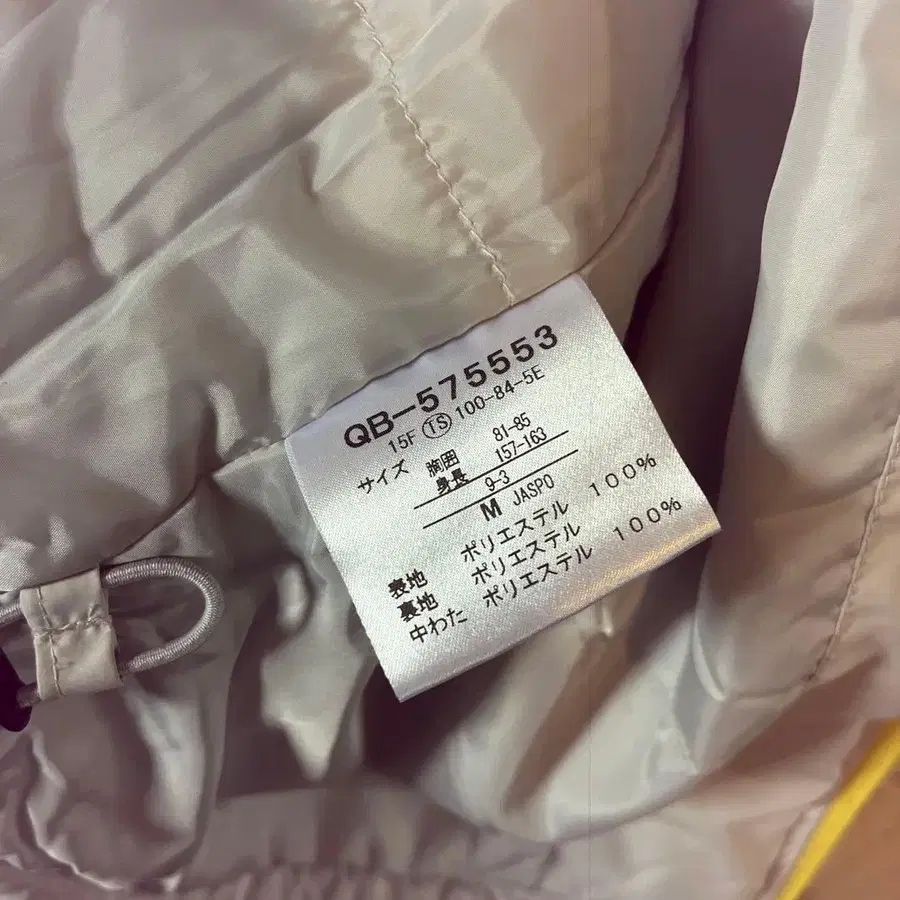 QB-575553
15F TS 100-84-5E
サイズ 胸囲 81-85
身長 157-163
9-3
M JASPO
表地 ポリエステル 100%
裏地 ポリエステル 100%
中わた ポリエステル